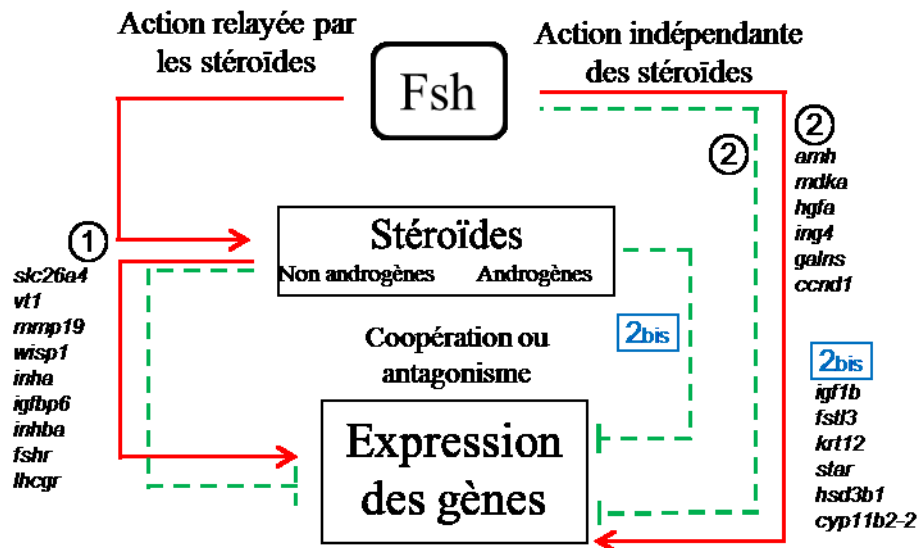 Action relayée par
les stéroïdes
Fsh
Action indépendante
des stéroïdes
1
slc26a4
vt1
mmp19
wisp1
inha
igfbp6
inhba
fshr
lhcgr
Stéroïdes
Non androgènes Androgènes
Coopération ou
antagonisme
2bis
Expression
des gènes
2
2
amh
mdka
hgfa
ing4
galns
ccnd1
2bis
igf1b
fstl3
krt12
star
hsd3b1
cyp11b2-2